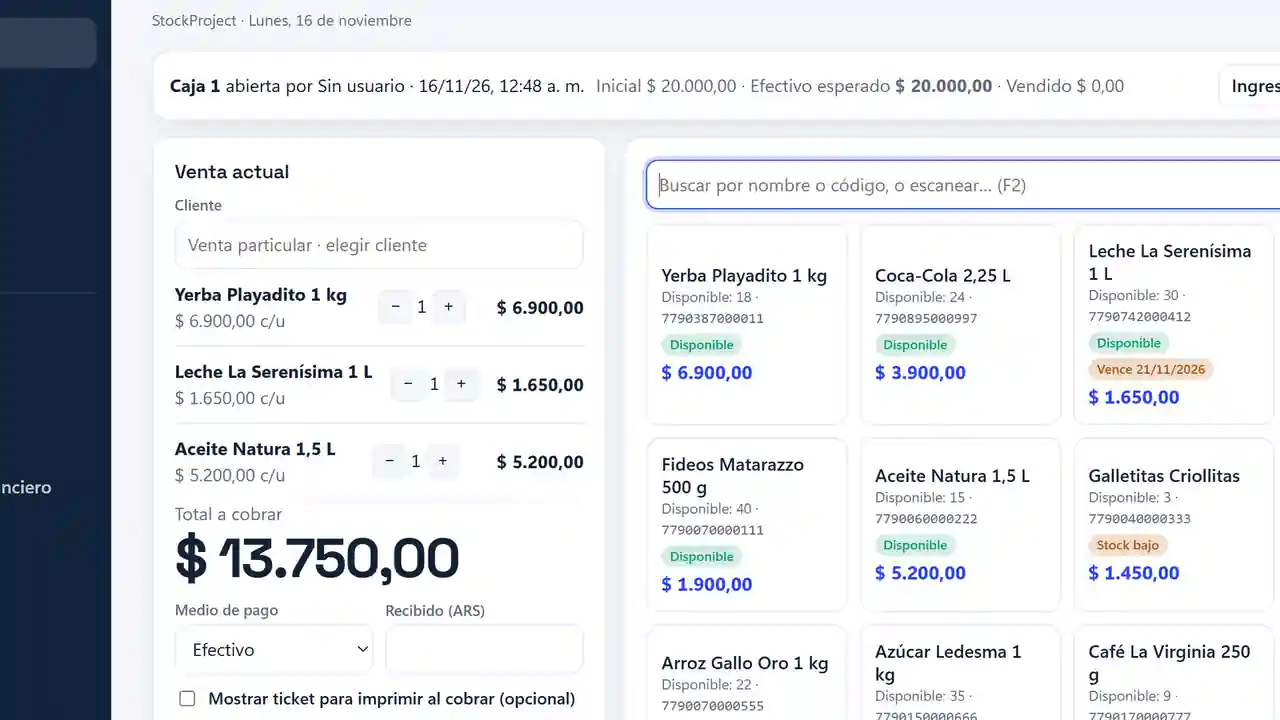 StockProject · Lunes, 16 de noviembre
Caja 1 abierta por Sin usuario · 16/11/26, 12:48 a. m. Inicial $ 20.000,00 · Efectivo esperado $ 20.000,00 · Vendido $ 0,00
Ingres
nciero
Venta actual
Cliente
Venta particular · elegir cliente
Yerba Playadito 1 kg
$ 6.900,00 c/u
− 1 +
$ 6.900,00
Leche La Serenísima 1 L
$ 1.650,00 c/u
− 1 +
$ 1.650,00
Aceite Natura 1,5 L
$ 5.200,00 c/u
− 1 +
$ 5.200,00
Total a cobrar
$ 13.750,00
Medio de pago
Efectivo
Recibido (ARS)
Mostrar ticket para imprimir al cobrar (opcional)
Buscar por nombre o código, o escanear... (F2)
Yerba Playadito 1 kg
Disponible: 18 ·
7790387000011
Disponible
$ 6.900,00
Coca-Cola 2,25 L
Disponible: 24 ·
7790895000997
Disponible
$ 3.900,00
Leche La Serenísima
1 L
Disponible: 30 ·
7790742000412
Disponible
Vence 21/11/2026
$ 1.650,00
Fideos Matarazzo
500 g
Disponible: 40 ·
7790070000111
Disponible
$ 1.900,00
Aceite Natura 1,5 L
Disponible: 15 ·
7790060000222
Disponible
$ 5.200,00
Galletitas Criollitas
Disponible: 3 ·
7790040000333
Stock bajo
$ 1.450,00
Arroz Gallo Oro 1 kg
Disponible: 22 ·
7790070000555
Azúcar Ledesma 1
kg
Disponible: 35 ·
7790150000666
Café La Virginia 250
g
Disponible: 9 ·
7790170000777